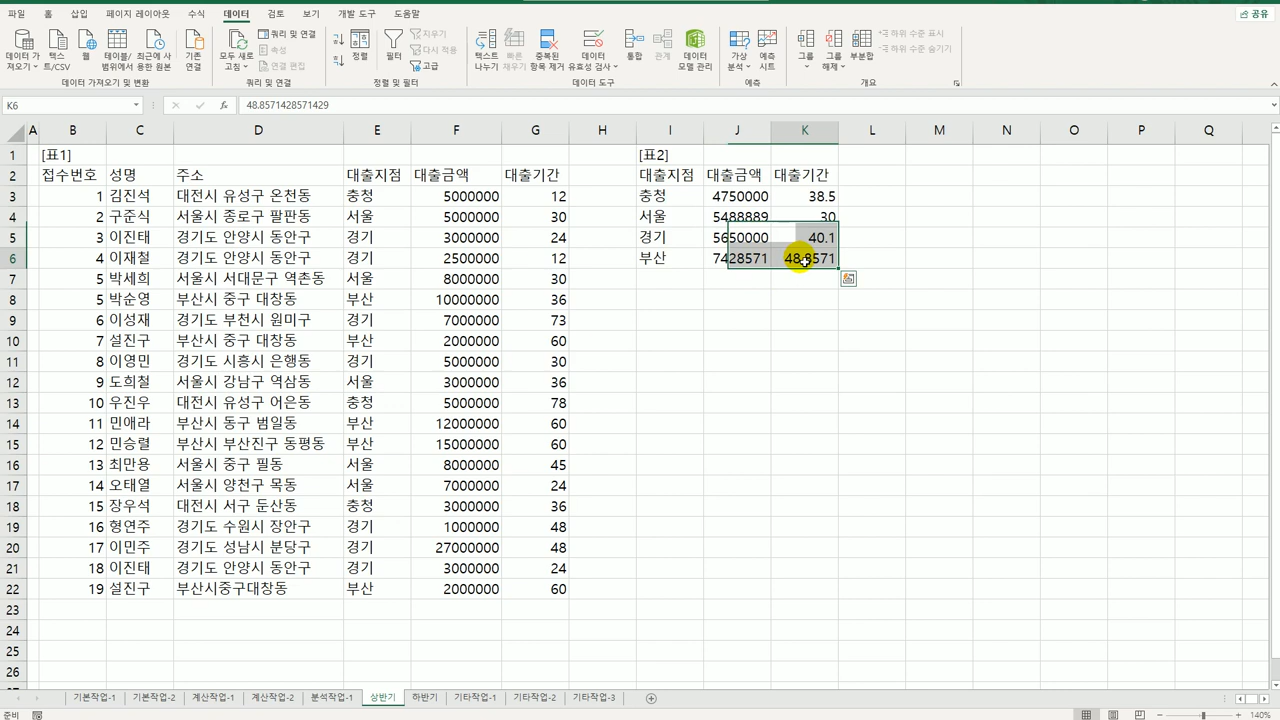 파일 홈 삽입 페이지 레이아웃 수식 데이터 검토 보기 개발 도구 도움말 공유
데이터 가져오기 텍스트/CSV 웹 테이블/범위에서 최근에 사용한 원본 기존 연결 모두 새로 고침 쿼리 및 연결 속성 연결 편집 정렬 필터 지우기 다시 적용 고급 텍스트 나누기 빠른 채우기 중복된 항목 제거 데이터 유효성 검사 통합 관계 데이터 모델 관리 가상 분석 예측 시트 그룹 그룹 해제 부분합 하위 수준 표시 하위 수준 숨기기
데이터 가져오기 및 변환 쿼리 및 연결 정렬 및 필터 데이터 도구 예측 개요
K6 fx 48.8571428571429
A B C D E F G H I J K L M N O P Q
1 [표1] [표2]
2 접수번호 성명 주소 대출지점 대출금액 대출기간 대출지점 대출금액 대출기간
3 1 김진석 대전시 유성구 온천동 충청 5000000 12 충청 4750000 38.5
4 2 구준식 서울시 종로구 팔판동 서울 5000000 30 서울 5488889 30
5 3 이진태 경기도 안양시 동안구 경기 3000000 24 경기 5650000 40.1
6 4 이재철 경기도 안양시 동안구 경기 2500000 12 부산 7428571 48.8571
7 5 박세희 서울시 서대문구 역촌동 서울 8000000 30
8 5 박순영 부산시 중구 대창동 부산 10000000 36
9 6 이성재 경기도 부천시 원미구 경기 7000000 73
10 7 설진구 부산시 중구 대창동 부산 2000000 60
11 8 이영민 경기도 시흥시 은행동 경기 5000000 30
12 9 도희철 서울시 강남구 역삼동 서울 3000000 36
13 10 우진우 대전시 유성구 어은동 충청 5000000 78
14 11 민애라 부산시 동구 범일동 부산 12000000 60
15 12 민승렬 부산시 부산진구 동평동 부산 15000000 60
16 13 최만용 서울시 중구 필동 서울 8000000 45
17 14 오태열 서울시 양천구 목동 서울 7000000 24
18 15 장우석 대전시 서구 둔산동 충청 3000000 36
19 16 형연주 경기도 수원시 장안구 경기 1000000 48
20 17 이민주 경기도 성남시 분당구 경기 27000000 48
21 18 이진태 경기도 안양시 동안구 경기 3000000 24
22 19 설진구 부산시중구대창동 부산 2000000 60
23
24
25
26
기본작업-1 기본작업-2 계산작업-1 계산작업-2 분석작업-1 상반기 하반기 기타작업-1 기타작업-2 기타작업-3
준비 140%